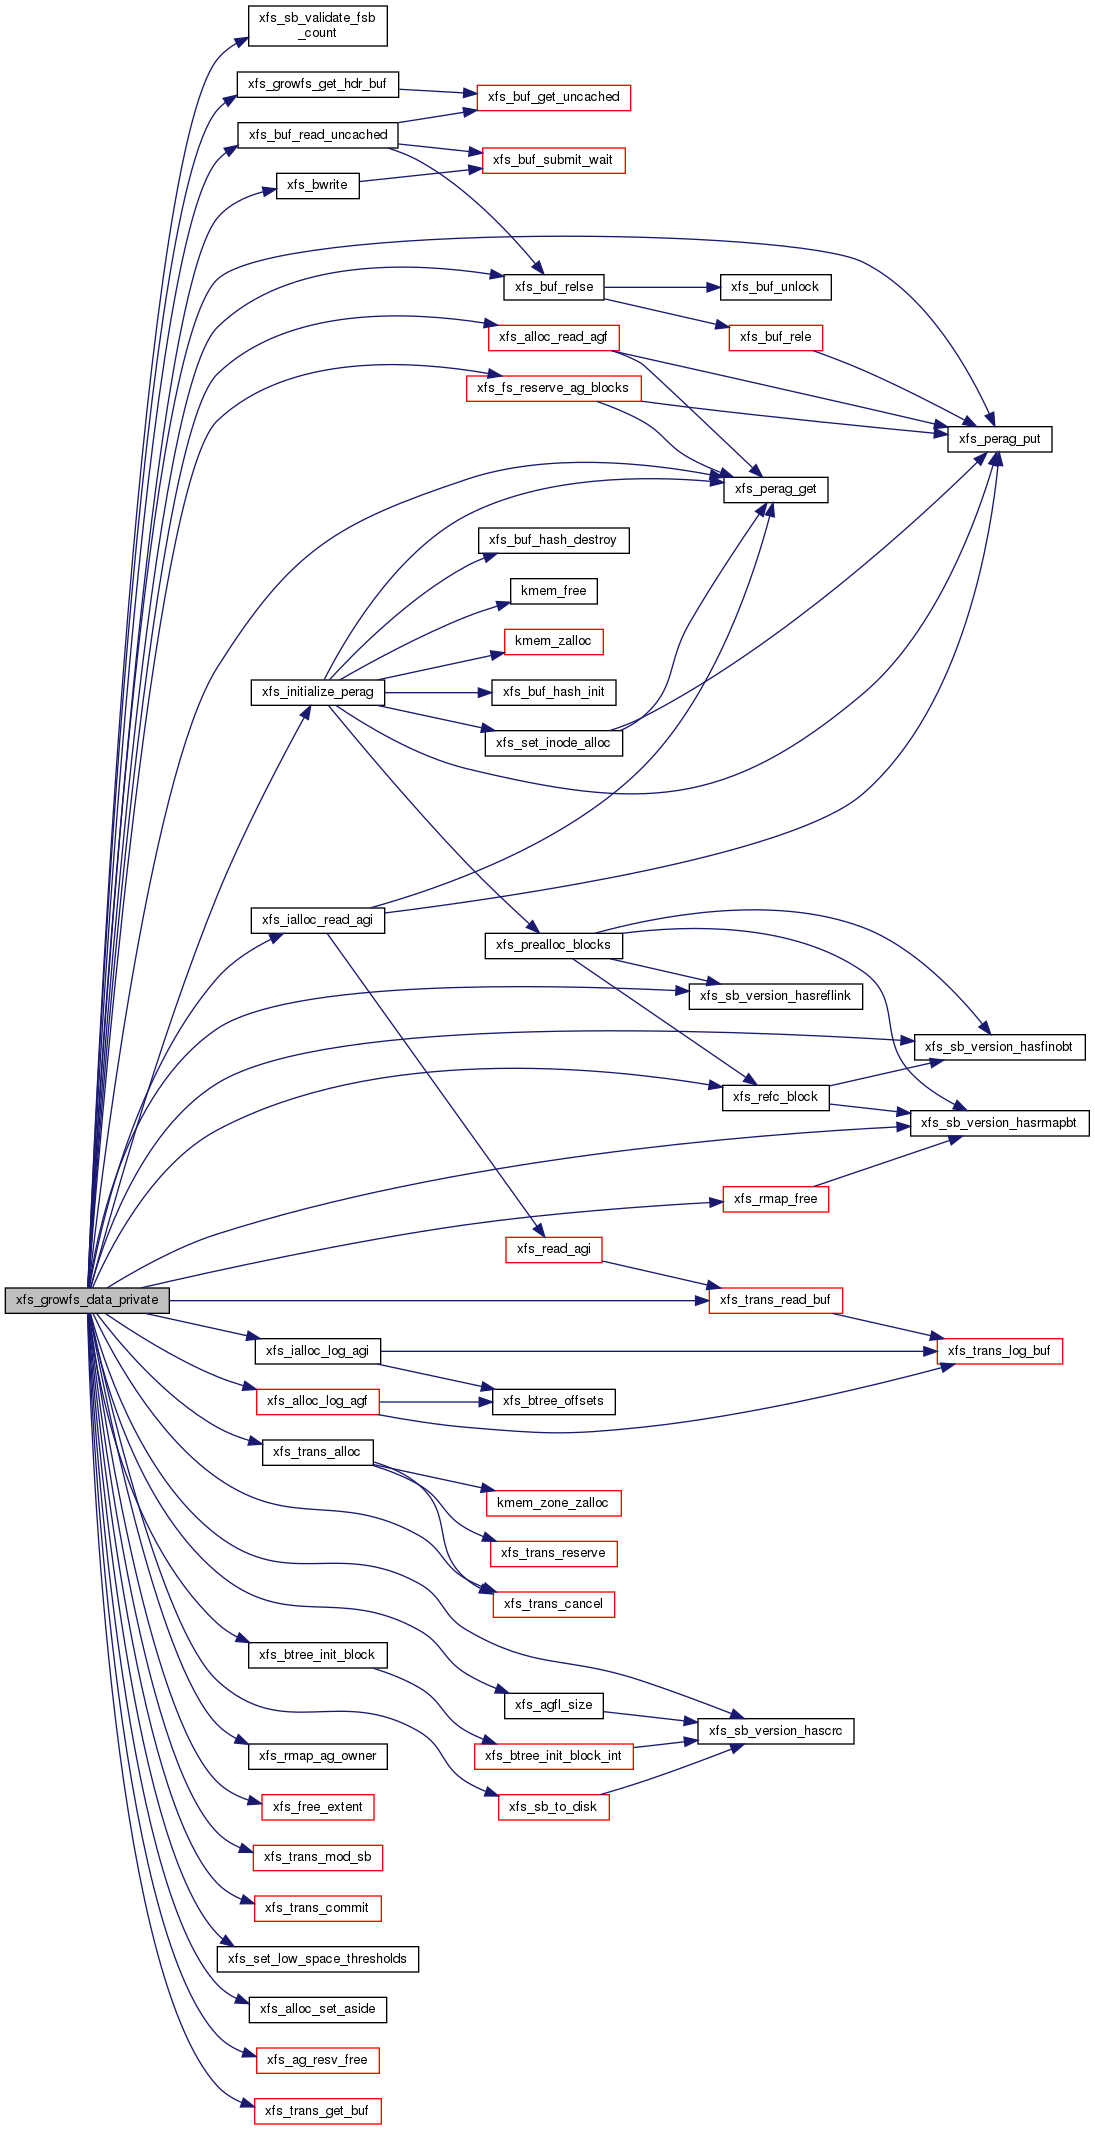 xfs_sb_validate_fsb
_count
xfs_growfs_get_hdr_buf
xfs_buf_get_uncached
xfs_buf_read_uncached
xfs_buf_submit_wait
xfs_bwrite
xfs_buf_relse
xfs_buf_unlock
xfs_alloc_read_agf
xfs_buf_rele
xfs_fs_reserve_ag_blocks
xfs_perag_put
xfs_perag_get
xfs_buf_hash_destroy
kmem_free
kmem_zalloc
xfs_initialize_perag
xfs_buf_hash_init
xfs_set_inode_alloc
xfs_ialloc_read_agi
xfs_prealloc_blocks
xfs_sb_version_hasreflink
xfs_sb_version_hasfinobt
xfs_refc_block
xfs_sb_version_hasrmapbt
xfs_rmap_free
xfs_read_agi
xfs_growfs_data_private
xfs_trans_read_buf
xfs_ialloc_log_agi
xfs_trans_log_buf
xfs_alloc_log_agf
xfs_btree_offsets
xfs_trans_alloc
kmem_zone_zalloc
xfs_trans_reserve
xfs_trans_cancel
xfs_btree_init_block
xfs_agfl_size
xfs_sb_version_hascrc
xfs_rmap_ag_owner
xfs_btree_init_block_int
xfs_free_extent
xfs_sb_to_disk
xfs_trans_mod_sb
xfs_trans_commit
xfs_set_low_space_thresholds
xfs_alloc_set_aside
xfs_ag_resv_free
xfs_trans_get_buf